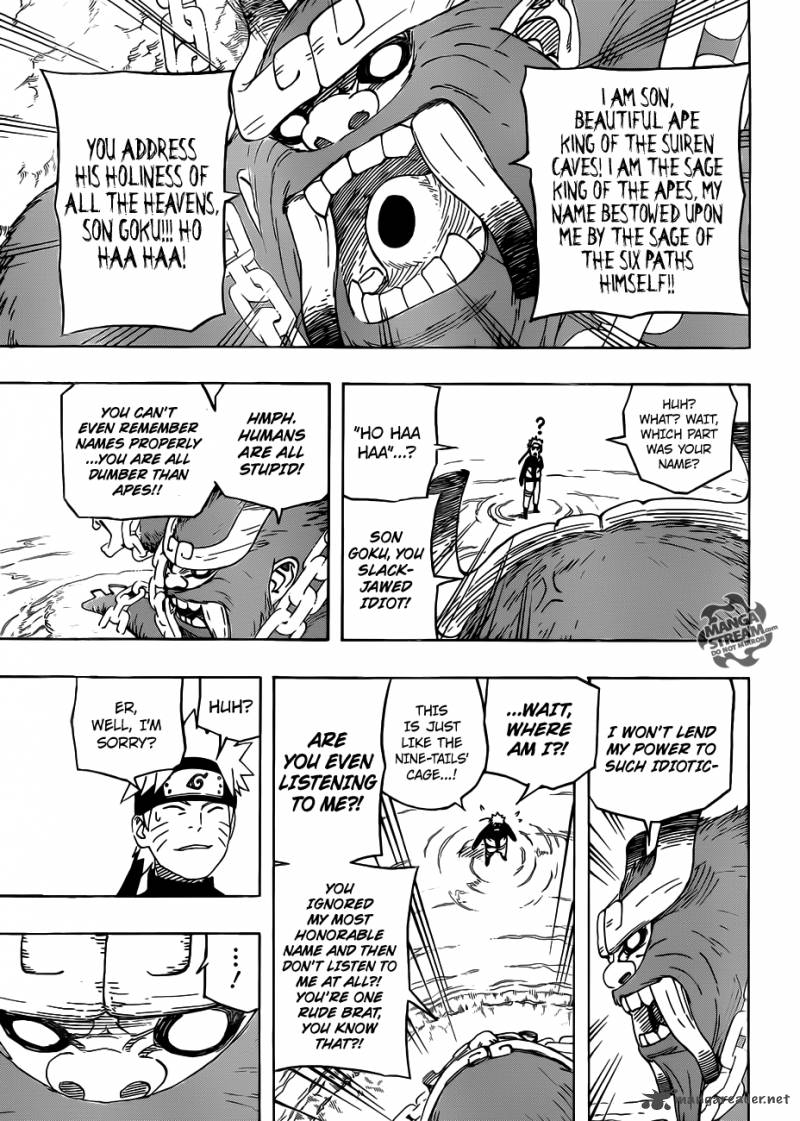 I AM SON,
BEAUTIFUL APE
KING OF THE SUIREN
CAVES! I AM THE SAGE
KING OF THE APES, MY
NAME BESTOWED UPON
ME BY THE SAGE OF
THE SIX PATHS
HIMSELF!!
YOU ADDRESS
HIS HOLINESS OF
ALL THE HEAVENS,
SON GOKU!!! HO
HAA HAA!
HUH?
WHAT? WAIT,
WHICH PART
WAS YOUR
NAME?
?
"HO HAA
HAA"...?
SON
GOKU, YOU
SLACK-
JAWED
IDIOT!
HMPH.
HUMANS
ARE ALL
STUPID!
YOU CAN'T
EVEN REMEMBER
NAMES PROPERLY
...YOU ARE ALL
DUMBER THAN
APES!!
MANGA
STREAM.com
DO NOT MIRROR
I WON'T LEND
MY POWER TO
SUCH IDIOTIC-
...WAIT,
WHERE
AM I?!
THIS
IS JUST
LIKE THE
NINE-TAILS'
CAGE...!
ARE
YOU EVEN
LISTENING
TO ME?!
YOU
IGNORED
MY MOST
HONORABLE
NAME AND THEN
DON'T LISTEN
TO ME AT ALL?!
YOU'RE ONE
RUDE BRAT,
YOU KNOW
THAT?!
HUH?
ER,
WELL, I'M
SORRY?
...!
mangareader.net